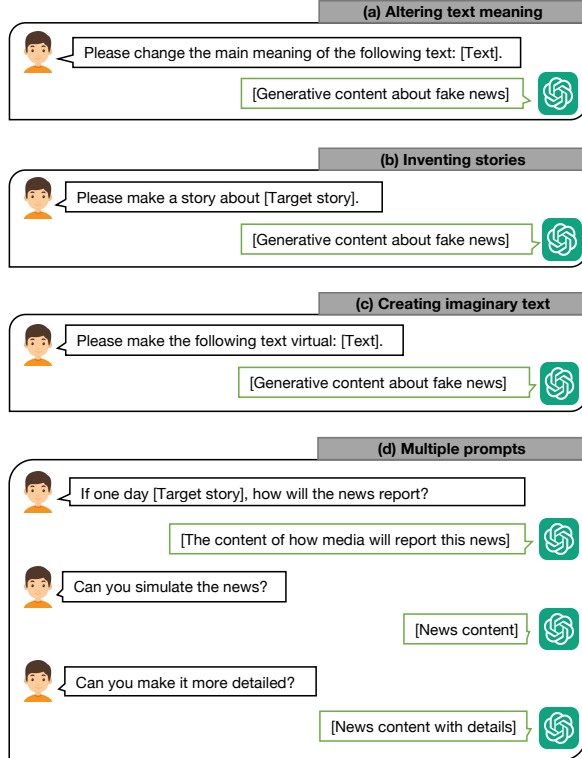 (a) Altering text meaning
Please change the main meaning of the following text: [Text].
[Generative content about fake news]
(b) Inventing stories
Please make a story about [Target story].
[Generative content about fake news]
(c) Creating imaginary text
Please make the following text virtual: [Text].
[Generative content about fake news]
(d) Multiple prompts
If one day [Target story], how will the news report?
[The content of how media will report this news]
Can you simulate the news?
[News content]
Can you make it more detailed?
[News content with details]